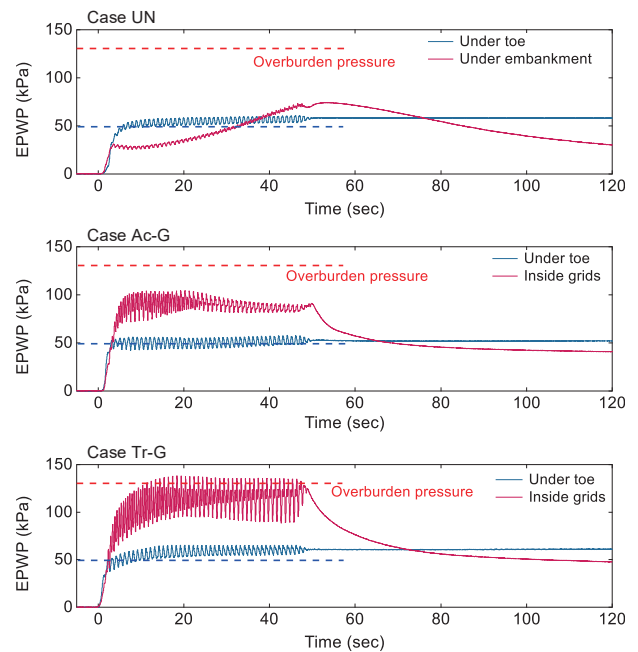 Case UN
150
100
50
0
EPWP (kPa)
Under toe
Under embankment
Overburden pressure
0 20 40 60 80 100 120
Time (sec)
Case Ac-G
150
100
50
0
EPWP (kPa)
Under toe
Inside grids
Overburden pressure
0 20 40 60 80 100 120
Time (sec)
Case Tr-G
150
100
50
0
EPWP (kPa)
Under toe
Inside grids
Overburden pressure
0 20 40 60 80 100 120
Time (sec)